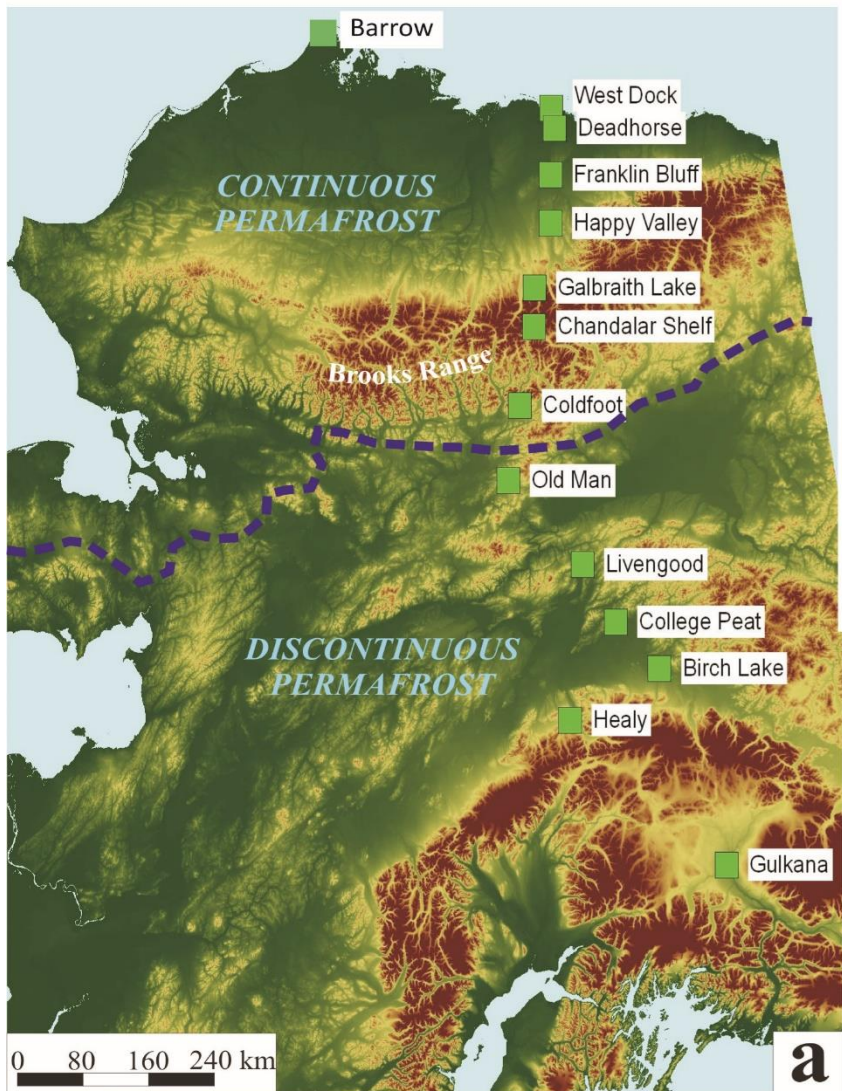 Barrow
West Dock
Deadhorse
CONTINUOUS
PERMAFROST
Franklin Bluff
Happy Valley
Galbraith Lake
Chandalar Shelf
Brooks Range
Coldfoot
Old Man
Livengood
College Peat
DISCONTINUOUS
PERMAFROST
Birch Lake
Healy
Gulkana
0 80 160 240 km
a